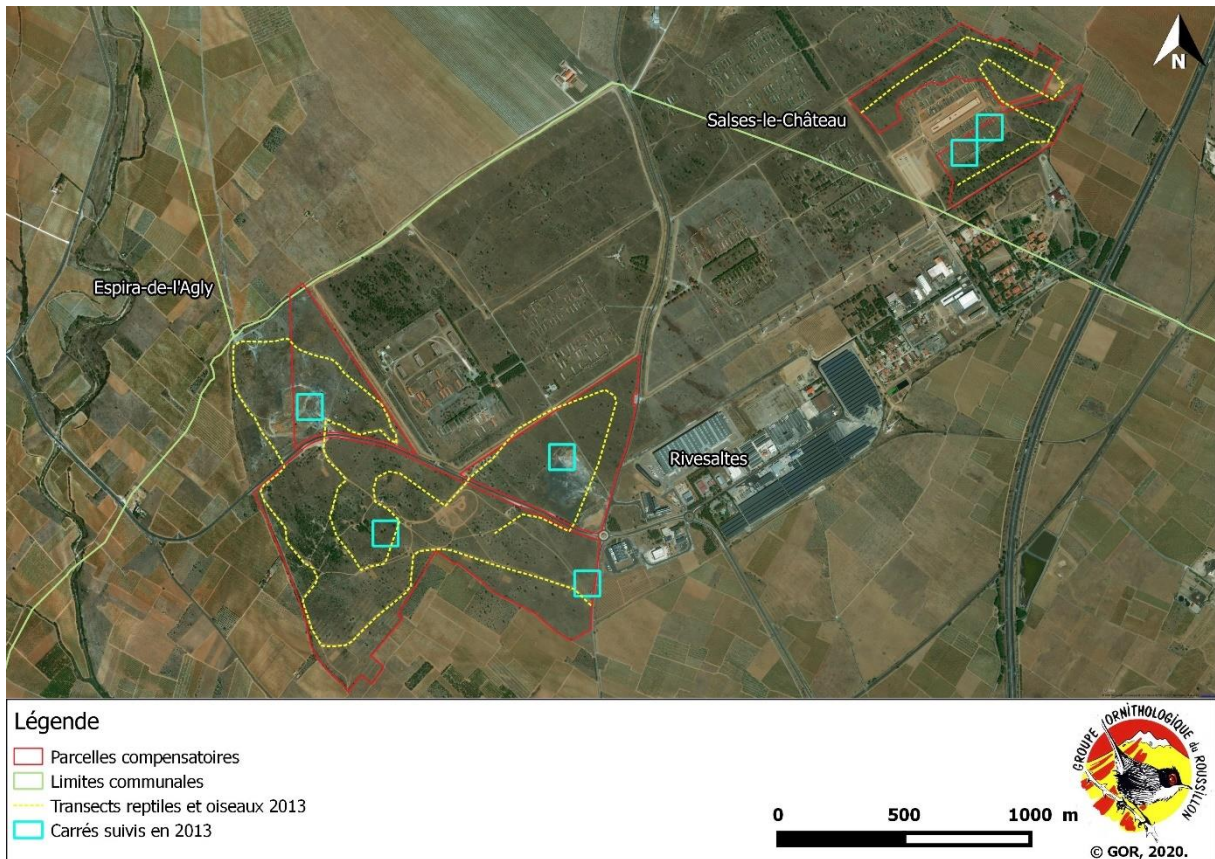 N
Salses-le-Château
Espira-de-l'Agly
Rivesaltes
Légende
Parcelles compensatoires
Limites communales
Transects reptiles et oiseaux 2013
Carrés suivis en 2013
0 500 1000 m
GROUPE ORNITHOLOGIQUE du ROUSSILLON
© GOR, 2020.